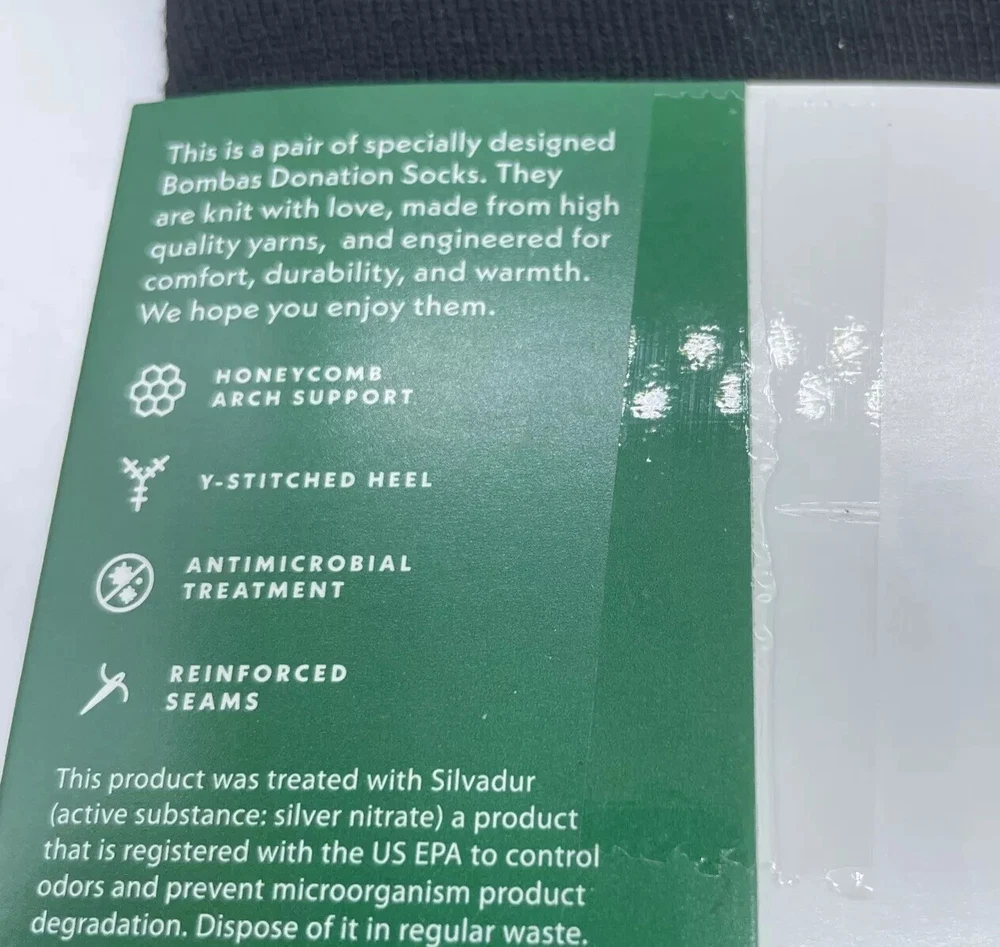 This is a pair of specially designed
Bombas Donation Socks. They
are knit with love, made from high
quality yarns, and engineered for
comfort, durability, and warmth.
We hope you enjoy them.
HONEYCOMB
ARCH SUPPORT
Y-STITCHED HEEL
ANTIMICROBIAL
TREATMENT
REINFORCED
SEAMS
This product was treated with Silvadur
(active substance: silver nitrate) a product
that is registered with the US EPA to control
odors and prevent microorganism product
degradation. Dispose of it in regular waste.